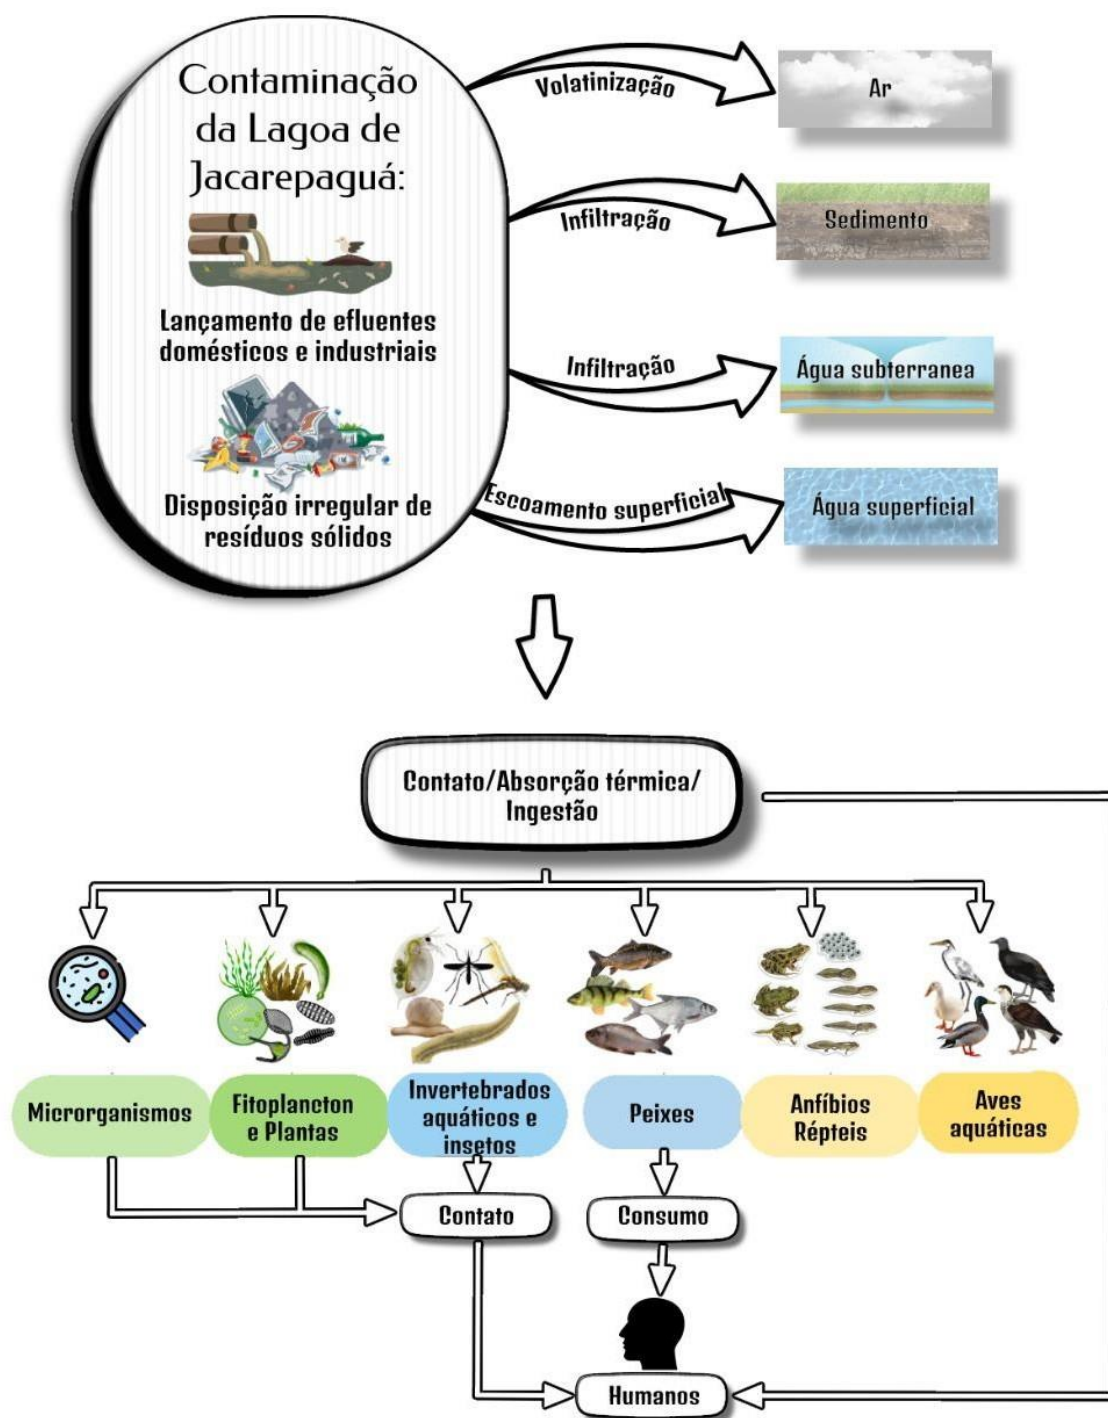 Contaminação
da Lagoa de
Jacarepaguá:
Lançamento de efluentes
domésticos e industriais
Disposição irregular de
resíduos sólidos
Volatinização
Ar
Infiltração
Sedimento
Infiltração
Água subterranea
Escoamento superficial
Água superficial
Contato/Absorção térmica/
Ingestão
Microrganismos
Fitoplancton
e Plantas
Invertebrados
aquáticos e
insetos
Peixes
Anfíbios
Répteis
Aves
aquáticas
Contato
Consumo
Humanos